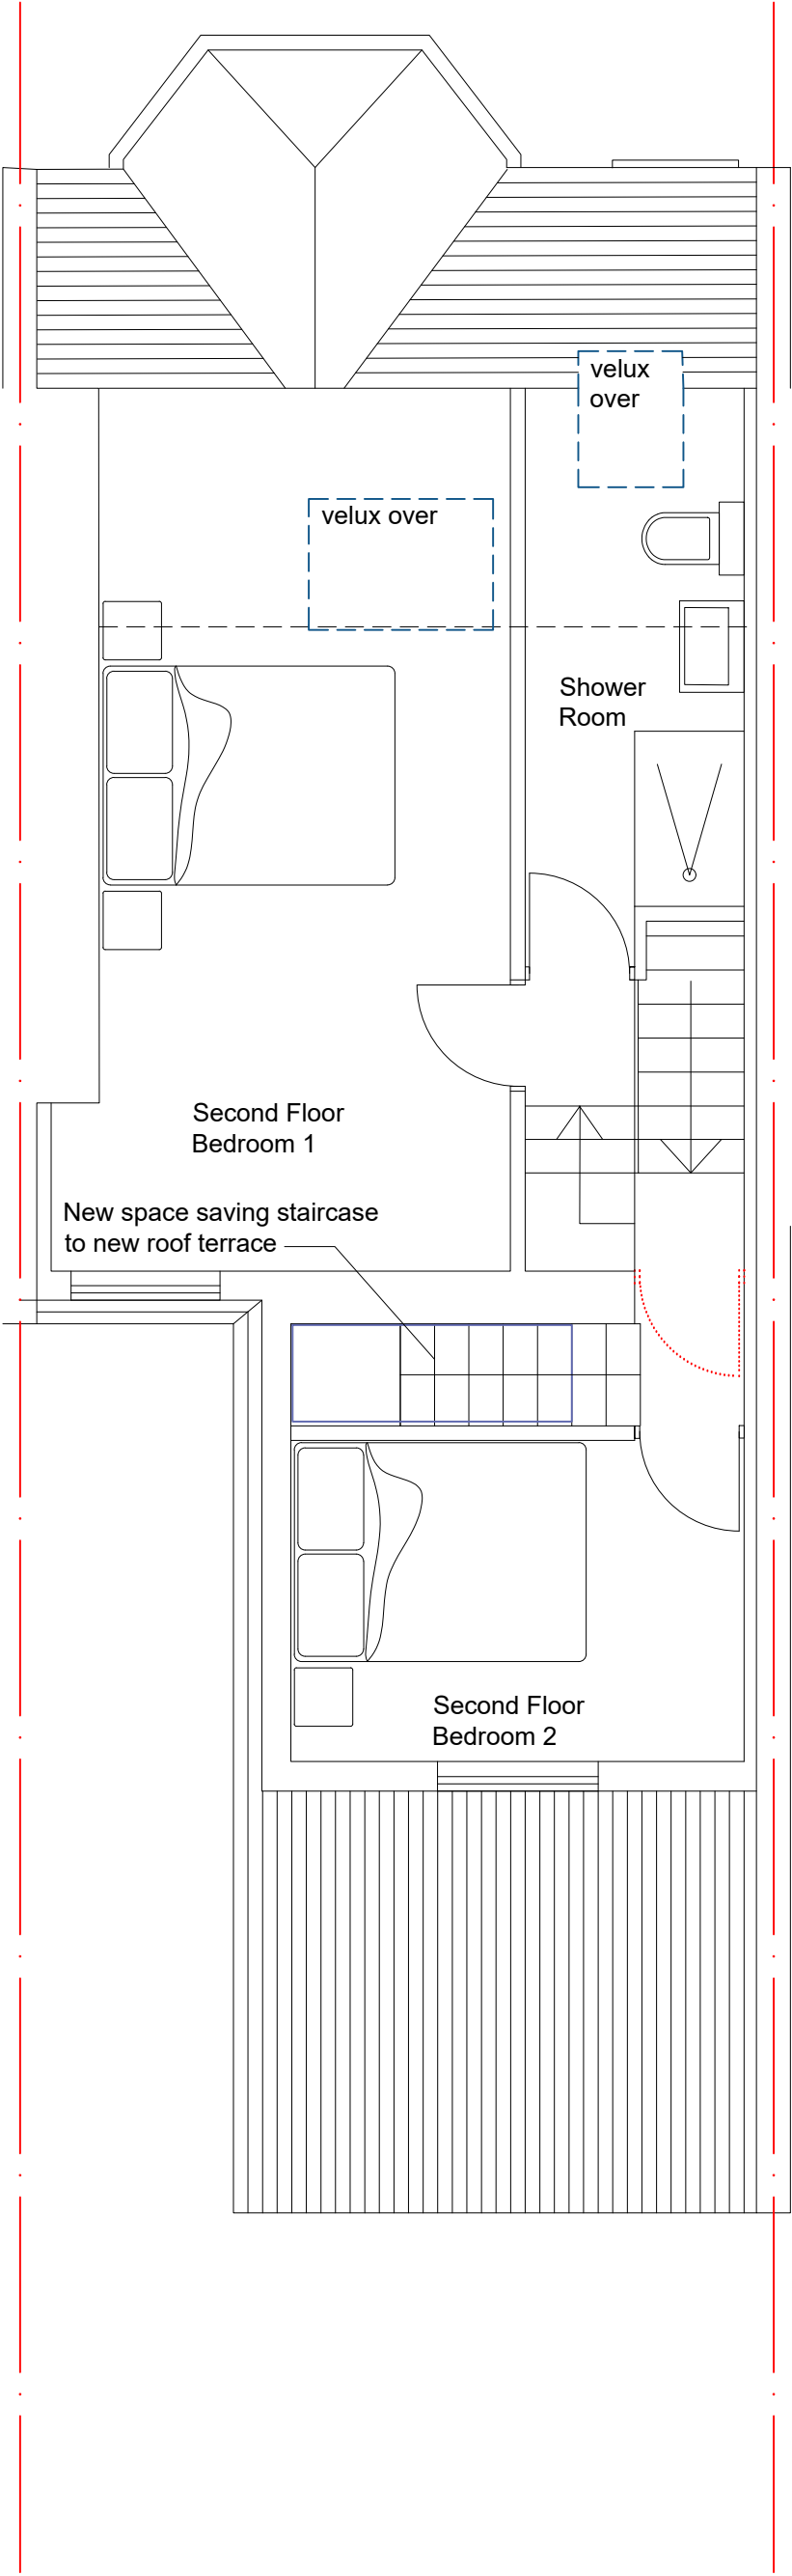 velux
over
velux over
Shower
Room
Second Floor
Bedroom 1
New space saving staircase
to new roof terrace
Second Floor
Bedroom 2